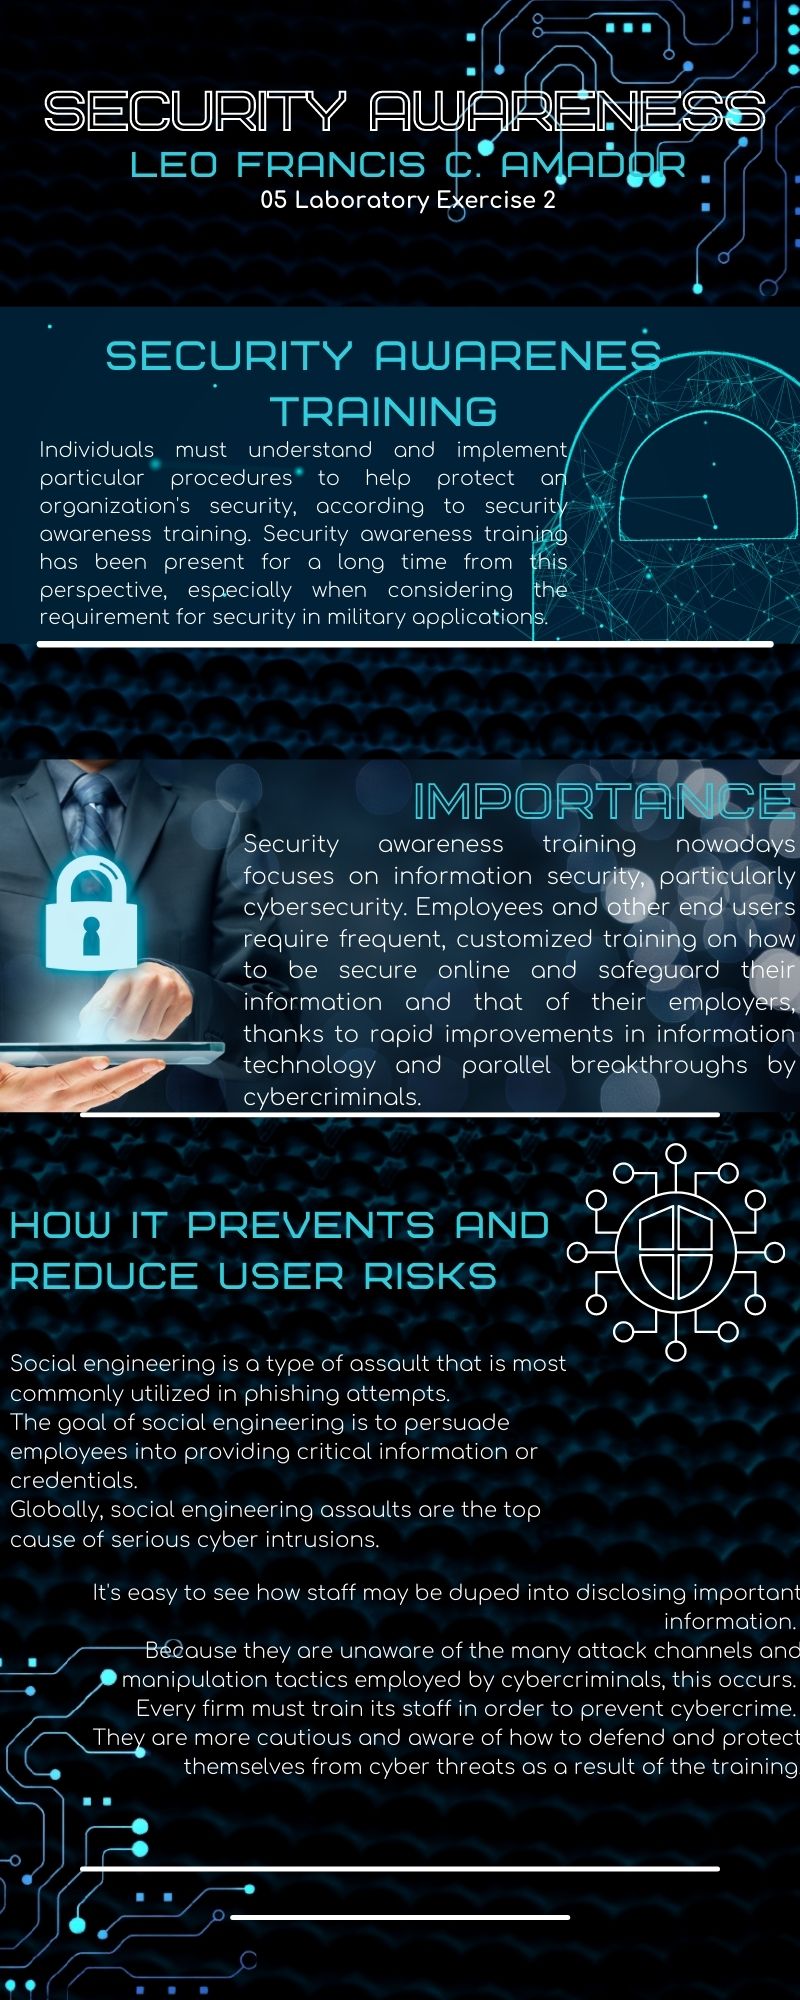 SECURITY AWARENESS
LEO FRANCIS C. AMADOR
05 Laboratory Exercise 2
SECURITY AWARENES
TRAINING
Individuals must understand and implement
particular procedures to help protect an
organization's security, according to security
awareness training. Security awareness training
has been present for a long time from this
perspective, especially when considering the
requirement for security in military applications.
IMPORTANCE
Security awareness training nowadays
focuses on information security, particularly
cybersecurity. Employees and other end users
require frequent, customized training on how
to be secure online and safeguard their
information and that of their employers,
thanks to rapid improvements in information
technology and parallel breakthroughs by
cybercriminals.
HOW IT PREVENTS AND
REDUCE USER RISKS
Social engineering is a type of assault that is most
commonly utilized in phishing attempts.
The goal of social engineering is to persuade
employees into providing critical information or
credentials.
Globally, social engineering assaults are the top
cause of serious cyber intrusions.
It's easy to see how staff may be duped into disclosing important
information.
Because they are unaware of the many attack channels and
manipulation tactics employed by cybercriminals, this occurs.
Every firm must train its staff in order to prevent cybercrime.
They are more cautious and aware of how to defend and protect
themselves from cyber threats as a result of the training.